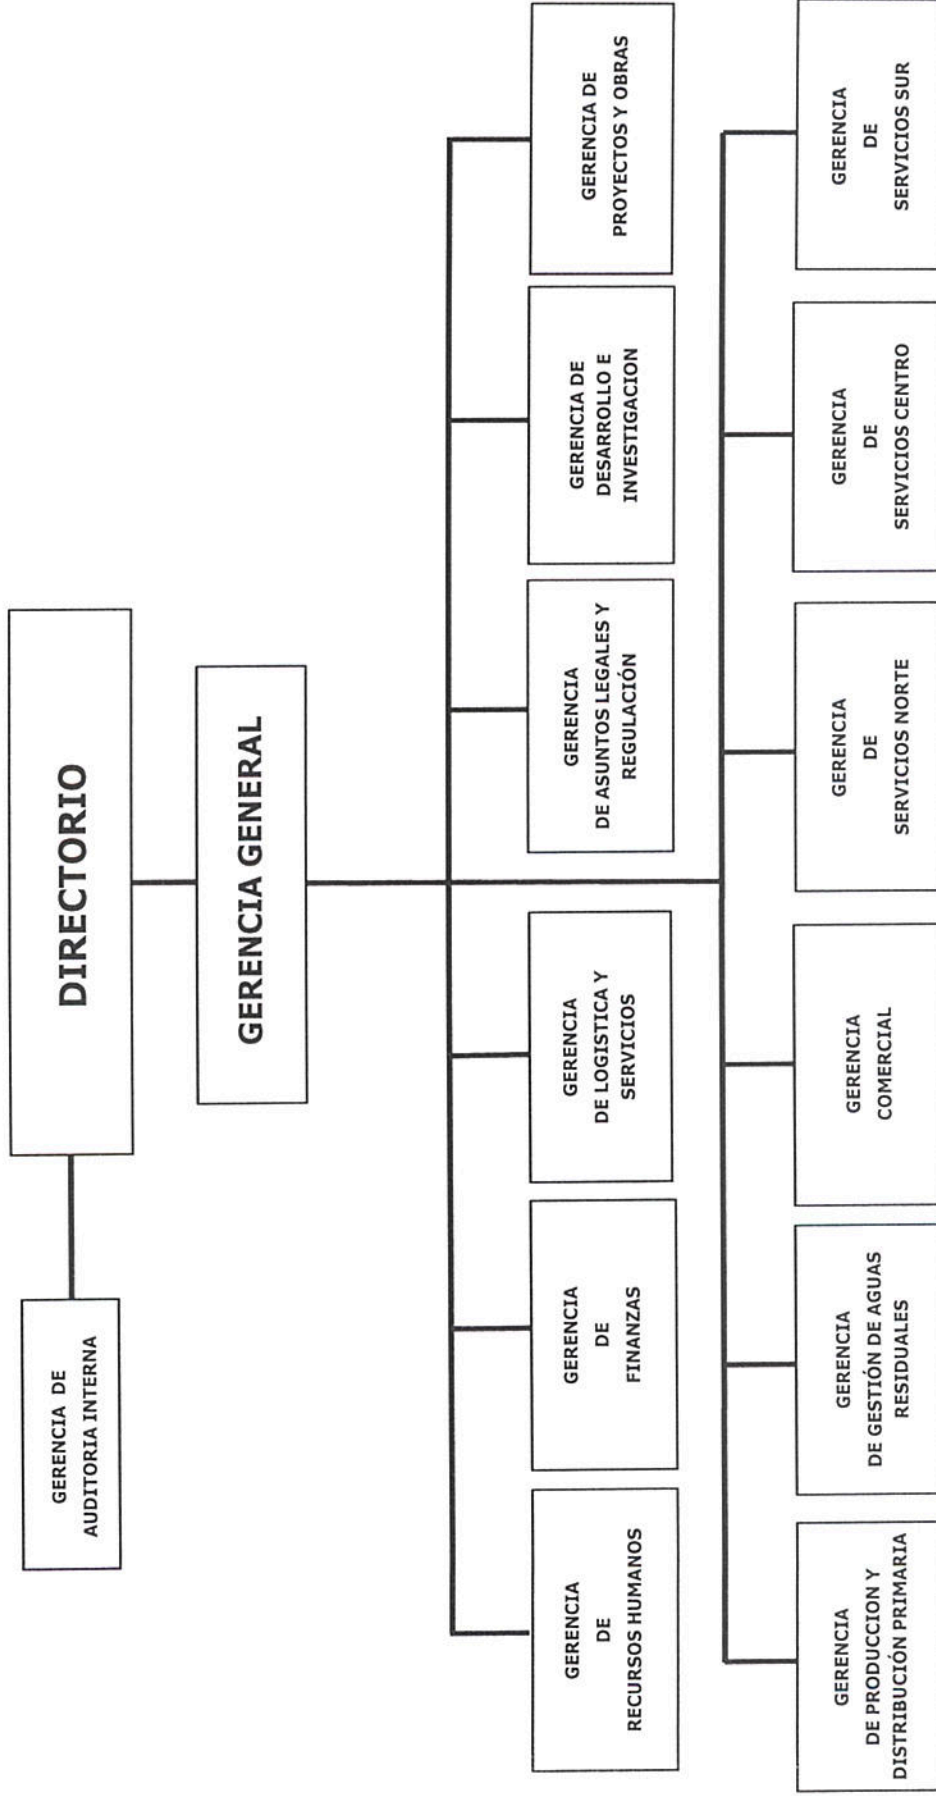 DIRECTORIO
GERENCIA DE
AUDITORIA INTERNA
GERENCIA GENERAL
GERENCIA
DE
RECURSOS HUMANOS
GERENCIA
DE
FINANZAS
GERENCIA
DE LOGISTICA Y
SERVICIOS
GERENCIA
DE ASUNTOS LEGALES Y
REGULACIÓN
GERENCIA DE
DESARROLLO E
INVESTIGACION
GERENCIA DE
PROYECTOS Y OBRAS
GERENCIA
DE PRODUCCION Y
DISTRIBUCIÓN PRIMARIA
GERENCIA
DE GESTIÓN DE AGUAS
RESIDUALES
GERENCIA
COMERCIAL
GERENCIA
DE
SERVICIOS NORTE
GERENCIA
DE
SERVICIOS CENTRO
GERENCIA
DE
SERVICIOS SUR